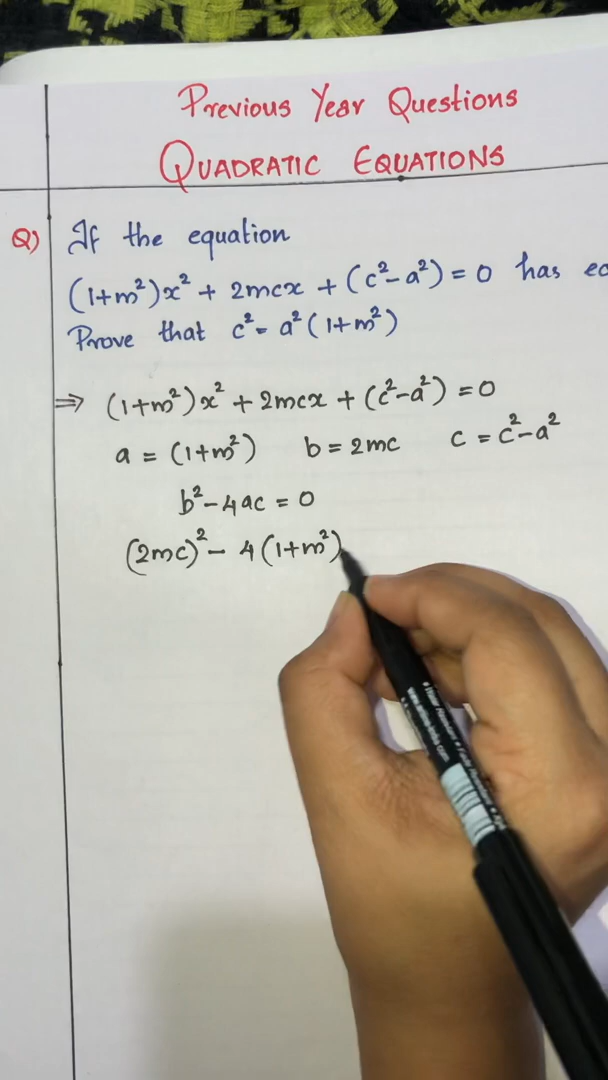 Previous Year Questions
QUADRATIC EQUATIONS
Q) If the equation
(1+m²)x² + 2mcx + (c²-a²) = 0 has
Prove that c² = a²(1+m²)
⇒ (1+m²)x² + 2mcx + (c²-a²) = 0
a = (1+m²) b = 2mc c = c²-a²
b²-4ac = 0
(2mc)² - 4(1+m²)